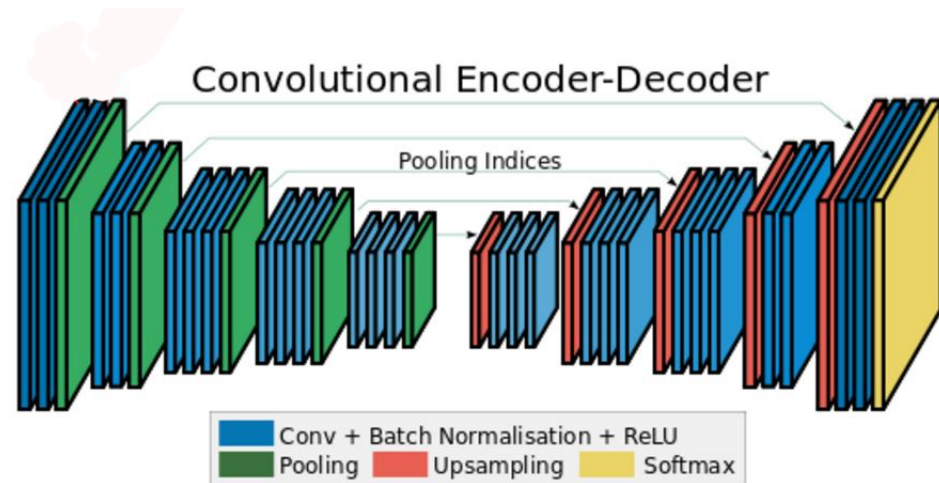 Convolutional Encoder-Decoder
Pooling Indices
Conv + Batch Normalisation + ReLU
Pooling Upsampling Softmax